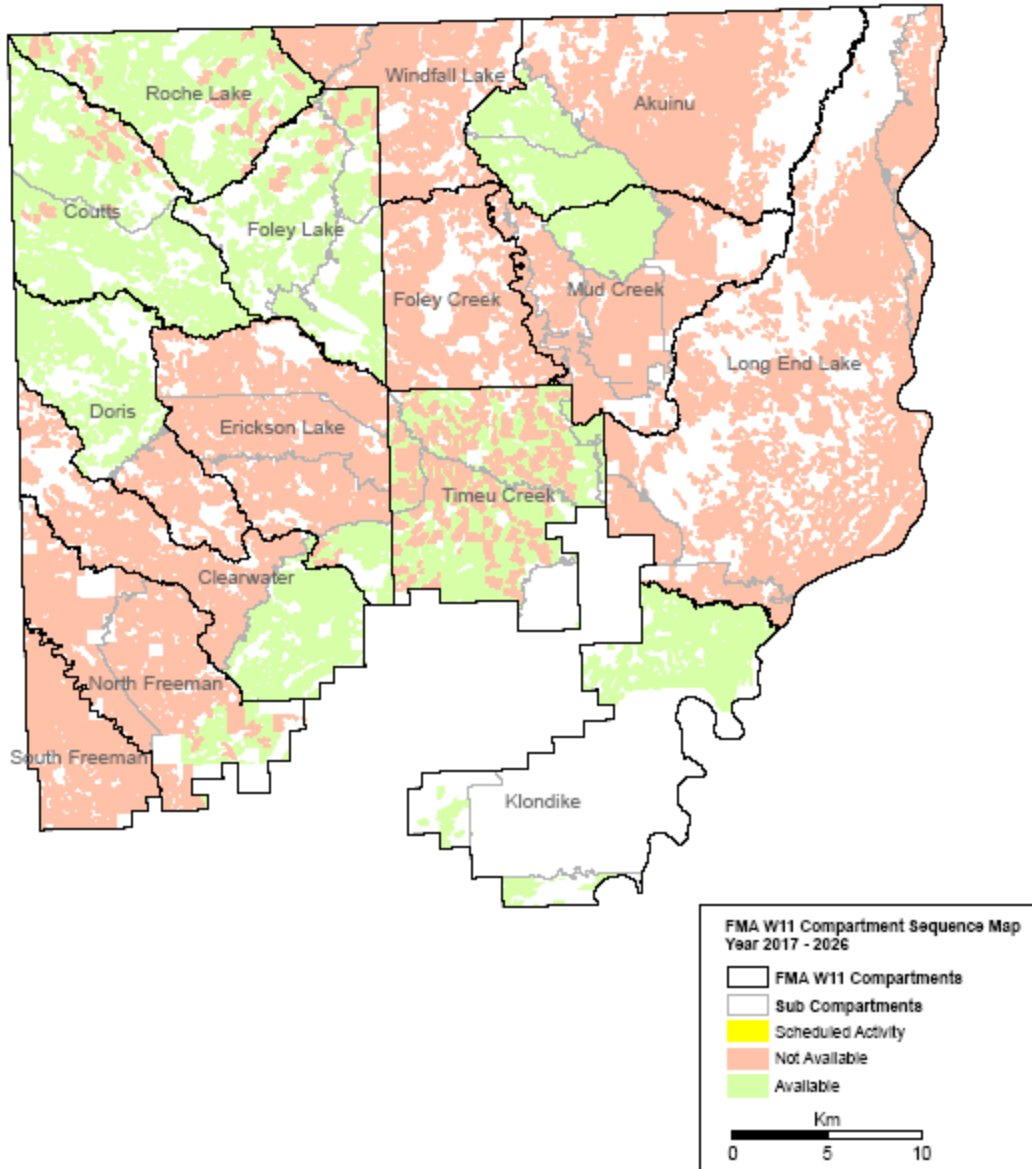 Windfall Lake
Roche Lake
Akuinu
Coutts
Foley Lake
Mud Creek
Foley Creek
Long End Lake
Doris
Erickson Lake
Timeu Creek
Clearwater
North Freeman
South Freeman
Klondike
FMA W11 Compartment Sequence Map
Year 2017 - 2026
FMA W11 Compartments
Sub Compartments
Scheduled Activity
Not Available
Available
Km
0 5 10